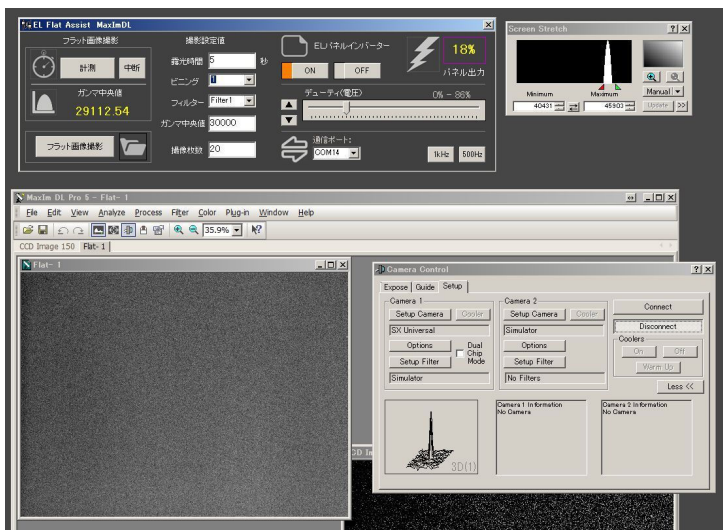 EL Flat Assist MaxImDL
フラット画像撮影
計測
中断
ガンマ中央値
29112.54
フラット画像撮影
撮影設定値
露光時間 5 秒
ビニング 1
フィルター Filter1
ガンマ中央値 30000
撮像枚数 20
ELパネルインバーター
ON
OFF
18%
パネル出力
デューティ(電圧)
0% - 86%
通信ポート:
COM14
1kHz
500Hz
Screen Stretch
Minimum
Maximum
Manual
40431
45903
Update
>>
MaxIm DL Pro 5 - Flat- 1
File Edit View Analyze Process Filter Color Plug-in Window Help
35.9%
CCD Image 150
Flat- 1
Flat- 1
Camera Control
Expose
Guide
Setup
Camera 1
Setup Camera
Cooler
SX Universal
Options
Dual Chip Mode
Setup Filter
Simulator
Camera 2
Setup Camera
Cooler
Simulator
Options
Setup Filter
No Filters
Connect
Disconnect
Coolers
On
Off
Warm Up
Less <<
3D(1)
Camera 1 Information
No Camera
Camera 2 Information
No Camera